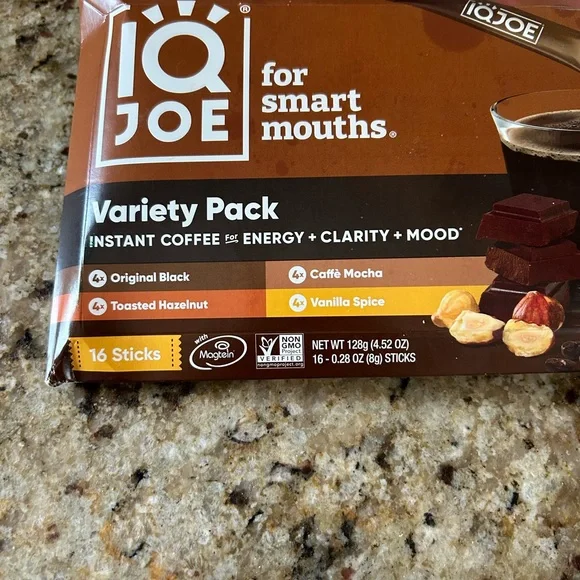 IQ
JOE
®
IQJOE
for
smart
mouths®
Variety Pack
INSTANT COFFEE For ENERGY + CLARITY + MOOD*
4x Original Black
4x Caffè Mocha
4x Toasted Hazelnut
4x Vanilla Spice
16 Sticks
with
Magtein
NON
GMO
Project
VERIFIED
nongmoproject.org
NET WT 128g (4.52 OZ)
16 - 0.28 OZ (8g) STICKS